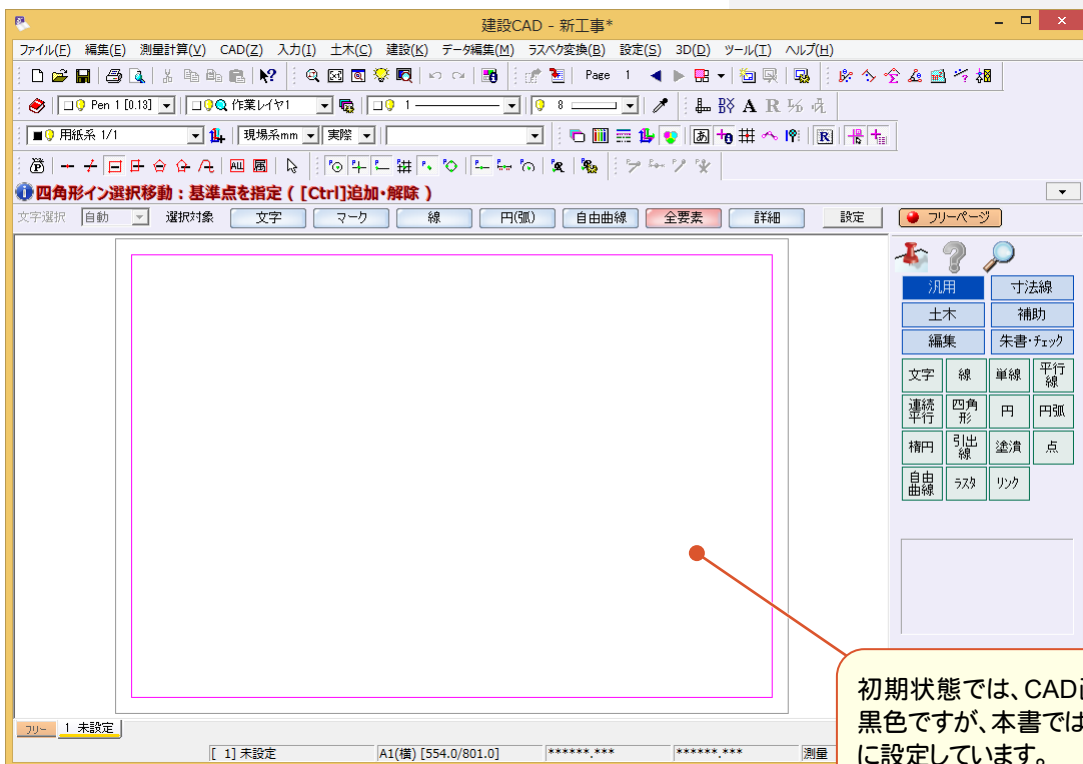 建設CAD - 新工事*
ファイル(F) 編集(E) 測量計算(V) CAD(Z) 入力(I) 土木(C) 建設(K) データ編集(M) ラスベク変換(B) 設定(S) 3D(D) ツール(T) ヘルプ(H)
Page 1
Pen 1 [0.13] 作業レイヤ1 1 8 A R
用紙系 1/1 現場系mm 実際 あ R
ALL
四角形イン選択移動：基準点を指定 ( [Ctrl]追加・解除 )
文字選択 自動 選択対象 文字 マーク 線 円(弧) 自由曲線 全要素 詳細 設定 フリーページ
汎用 寸法線
土木 補助
編集 朱書・チェック
文字 線 単線 平行線
連続平行 四角形 円 円弧
楕円 引出線 塗潰 点
自由曲線 ラスタ リンク
初期状態では、CAD
黒色ですが、本書では
に設定しています。
フリー 1 未設定
[ 1] 未設定 A1(横) [554.0/801.0] ******.*** ******.*** 測量